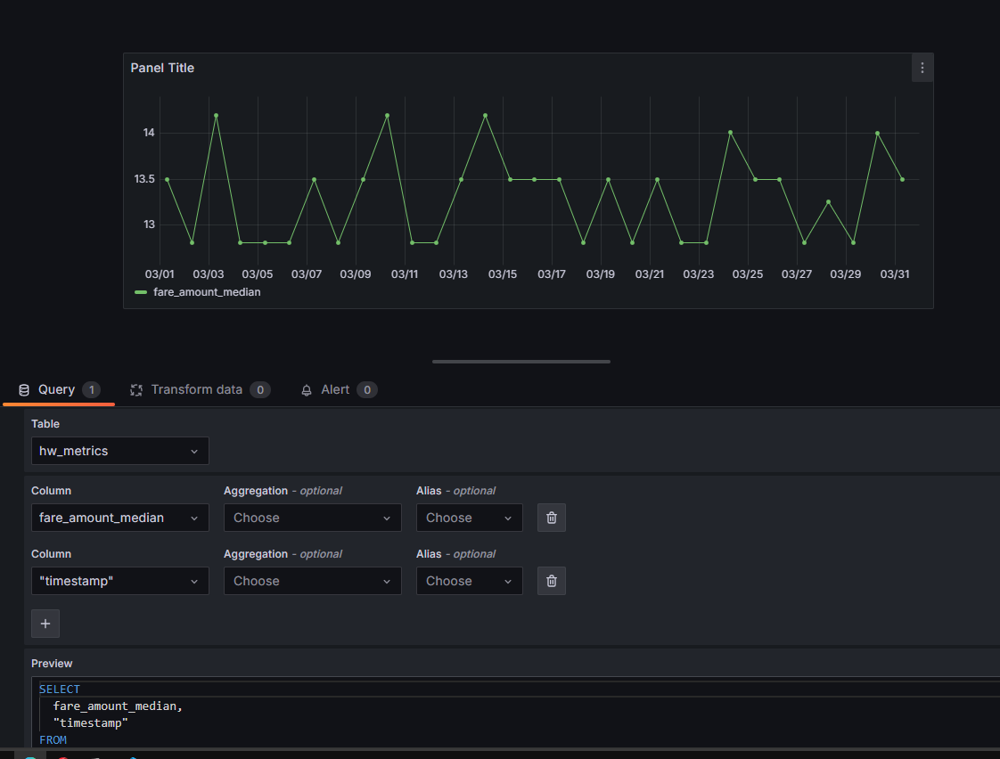 Panel Title
14
13.5
13
03/01 03/03 03/05 03/07 03/09 03/11 03/13 03/15 03/17 03/19 03/21 03/23 03/25 03/27 03/29 03/31
fare_amount_median
Query 1 Transform data 0 Alert 0
Table
hw_metrics
Column Aggregation - optional Alias - optional
fare_amount_median Choose Choose
Column Aggregation - optional Alias - optional
"timestamp" Choose Choose
+
Preview
SELECT
fare_amount_median,
"timestamp"
FROM